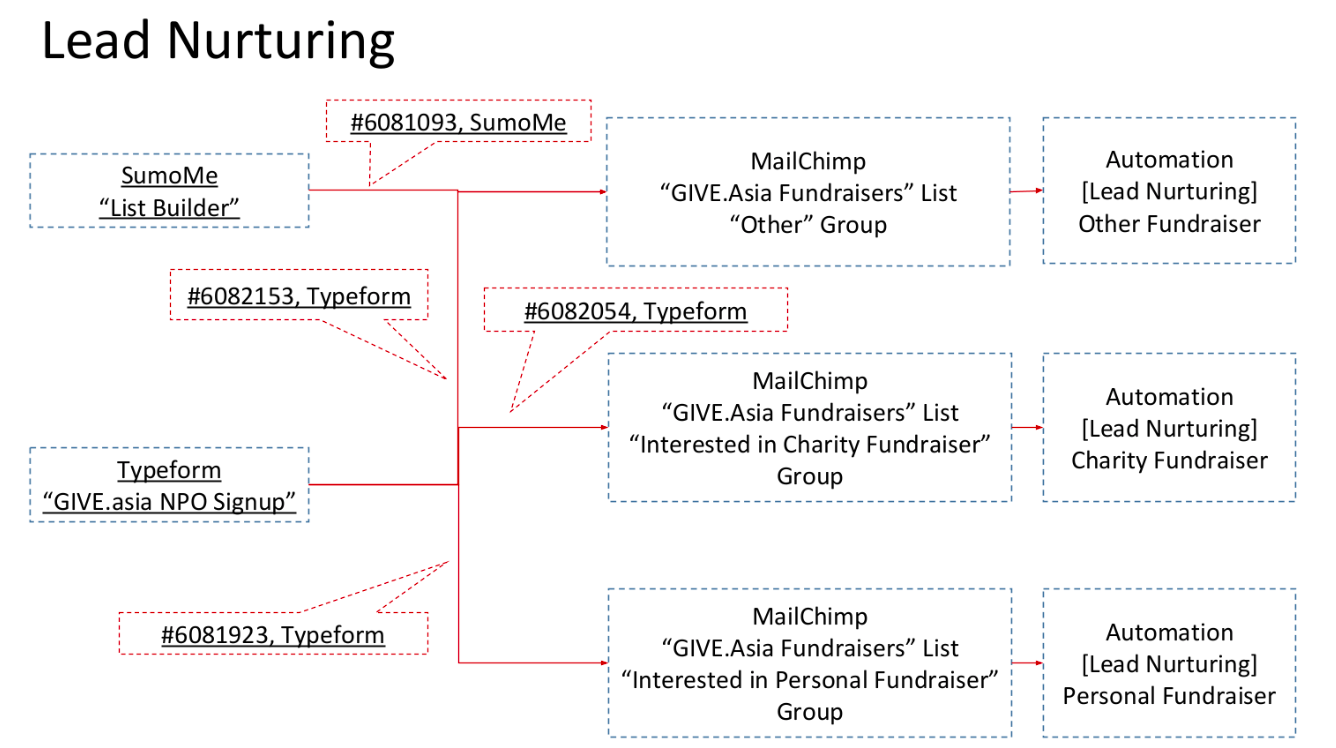 Lead Nurturing
#6081093, SumoMe
SumoMe
“List Builder”
MailChimp
“GIVE.Asia Fundraisers” List
“Other” Group
Automation
[Lead Nurturing]
Other Fundraiser
#6082153, Typeform
#6082054, Typeform
MailChimp
“GIVE.Asia Fundraisers” List
“Interested in Charity Fundraiser”
Group
Automation
[Lead Nurturing]
Charity Fundraiser
Typeform
“GIVE.asia NPO Signup”
#6081923, Typeform
MailChimp
“GIVE.Asia Fundraisers” List
“Interested in Personal Fundraiser”
Group
Automation
[Lead Nurturing]
Personal Fundraiser